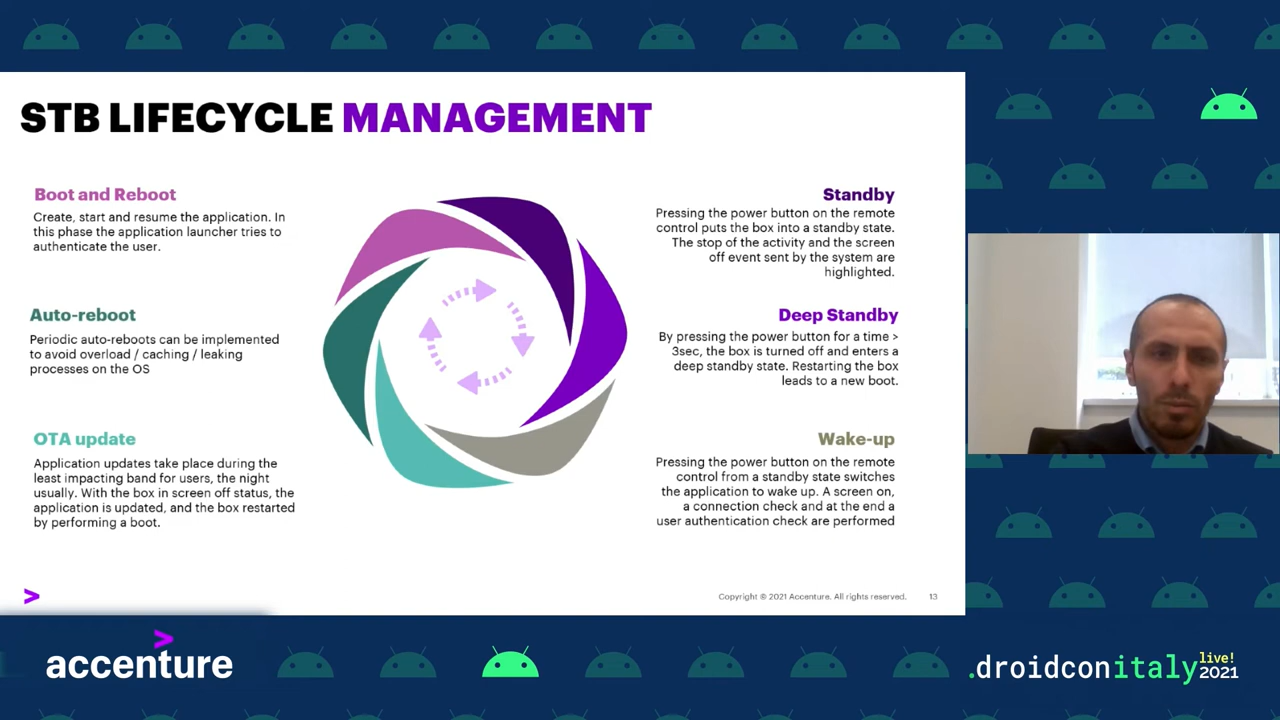 STB LIFECYCLE MANAGEMENT
Boot and Reboot
Create, start and resume the application. In
this phase the application launcher tries to
authenticate the user.
Auto-reboot
Periodic auto-reboots can be implemented
to avoid overload / caching / leaking
processes on the OS
OTA update
Application updates take place during the
least impacting band for users, the night
usually. With the box in screen off status, the
application is updated, and the box restarted
by performing a boot.
Standby
Pressing the power button on the remote
control puts the box into a standby state.
The stop of the activity and the screen
off event sent by the system are
highlighted.
Deep Standby
By pressing the power button for a time >
3sec, the box is turned off and enters a
deep standby state. Restarting the box
leads to a new boot.
Wake-up
Pressing the power button on the remote
control from a standby state switches
the application to wake up. A screen on,
a connection check and at the end a
user authentication check are performed
>
Copyright © 2021 Accenture. All rights reserved. 13
accenture
.droidconitaly live! 2021